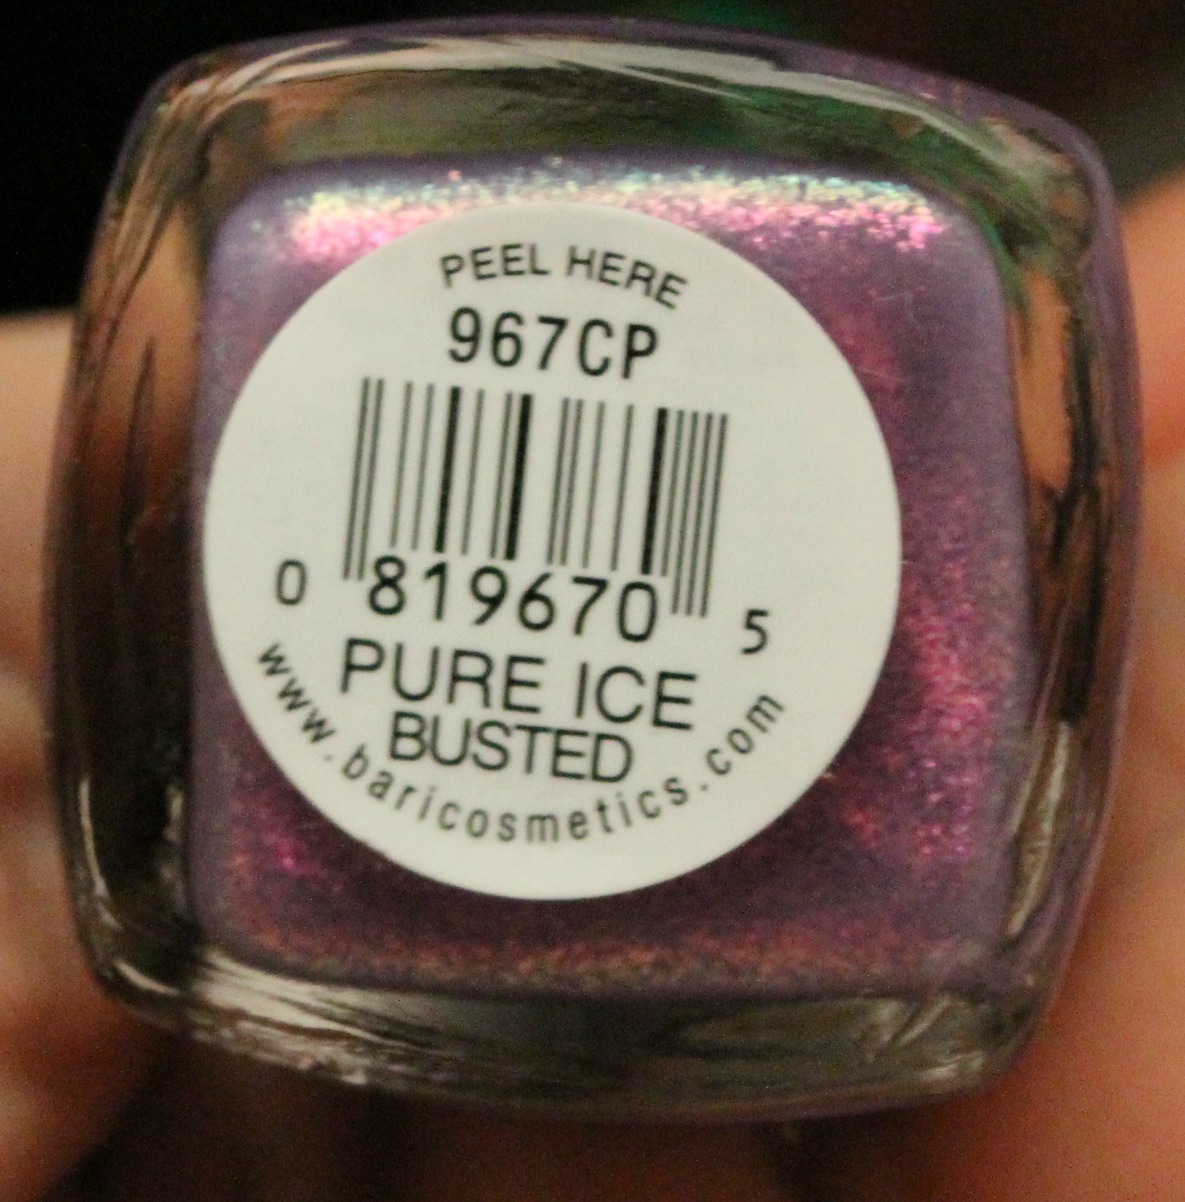 PEEL HERE
967CP
0 819670 5
PURE ICE
BUSTED
www.baricosmetics.com